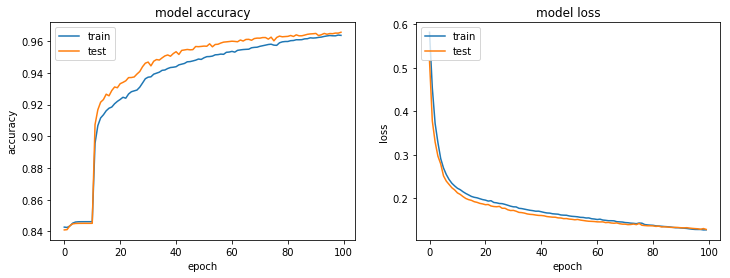 model accuracy
train
test
0.96
0.94
0.92
0.90
0.88
0.86
0.84
accuracy
0 20 40 60 80 100
epoch
model loss
train
test
0.6
0.5
0.4
0.3
0.2
loss
0 20 40 60 80 100
epoch